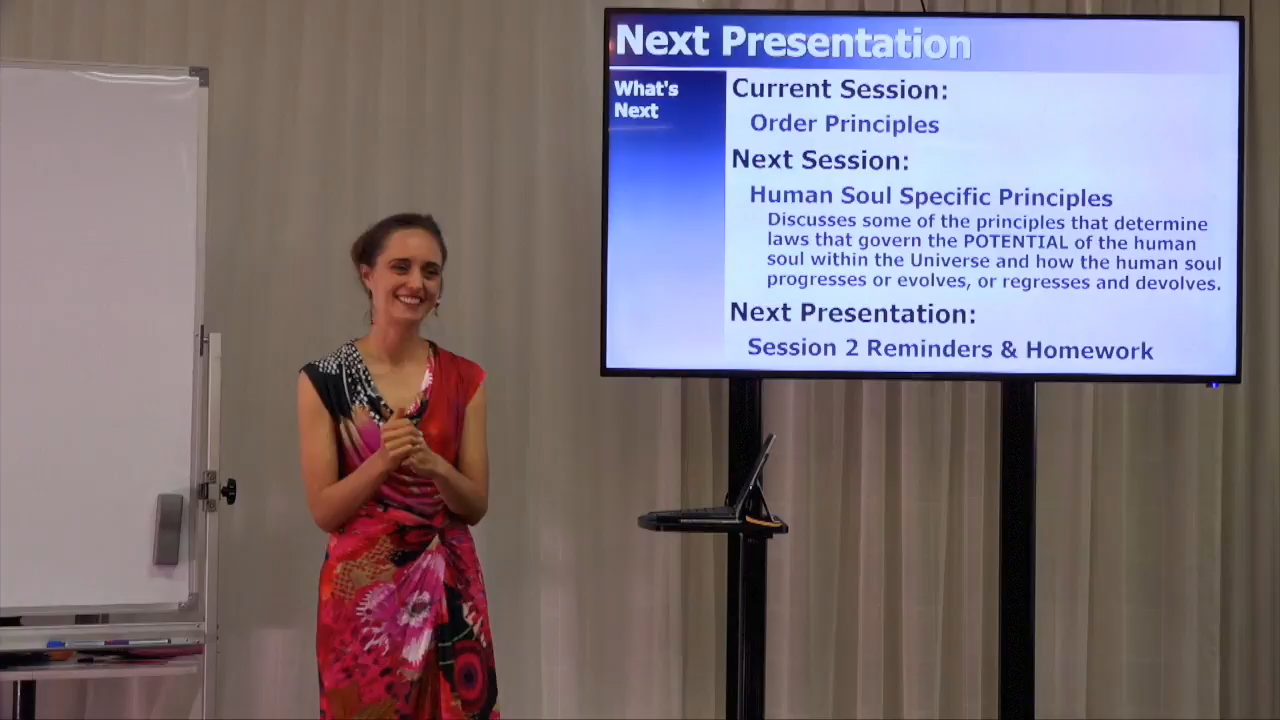 Next Presentation
What's
Next
Current Session:
Order Principles
Next Session:
Human Soul Specific Principles
Discusses some of the principles that determine
laws that govern the POTENTIAL of the human
soul within the Universe and how the human soul
progresses or evolves, or regresses and devolves.
Next Presentation:
Session 2 Reminders & Homework